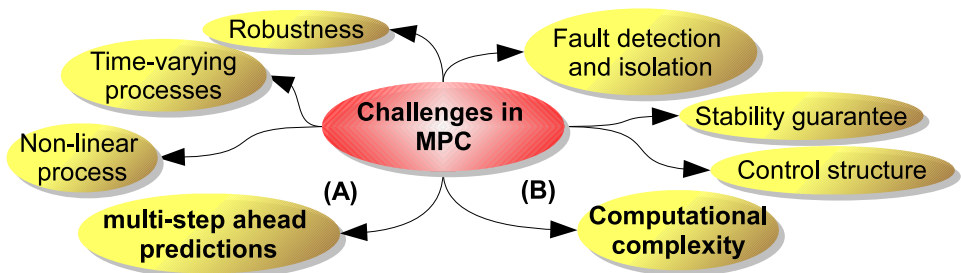 Robustness
Fault detection
and isolation
Time-varying
processes
Challenges in
MPC
Stability guarantee
Non-linear
process
Control structure
(A)
(B)
multi-step ahead
predictions
Computational
complexity